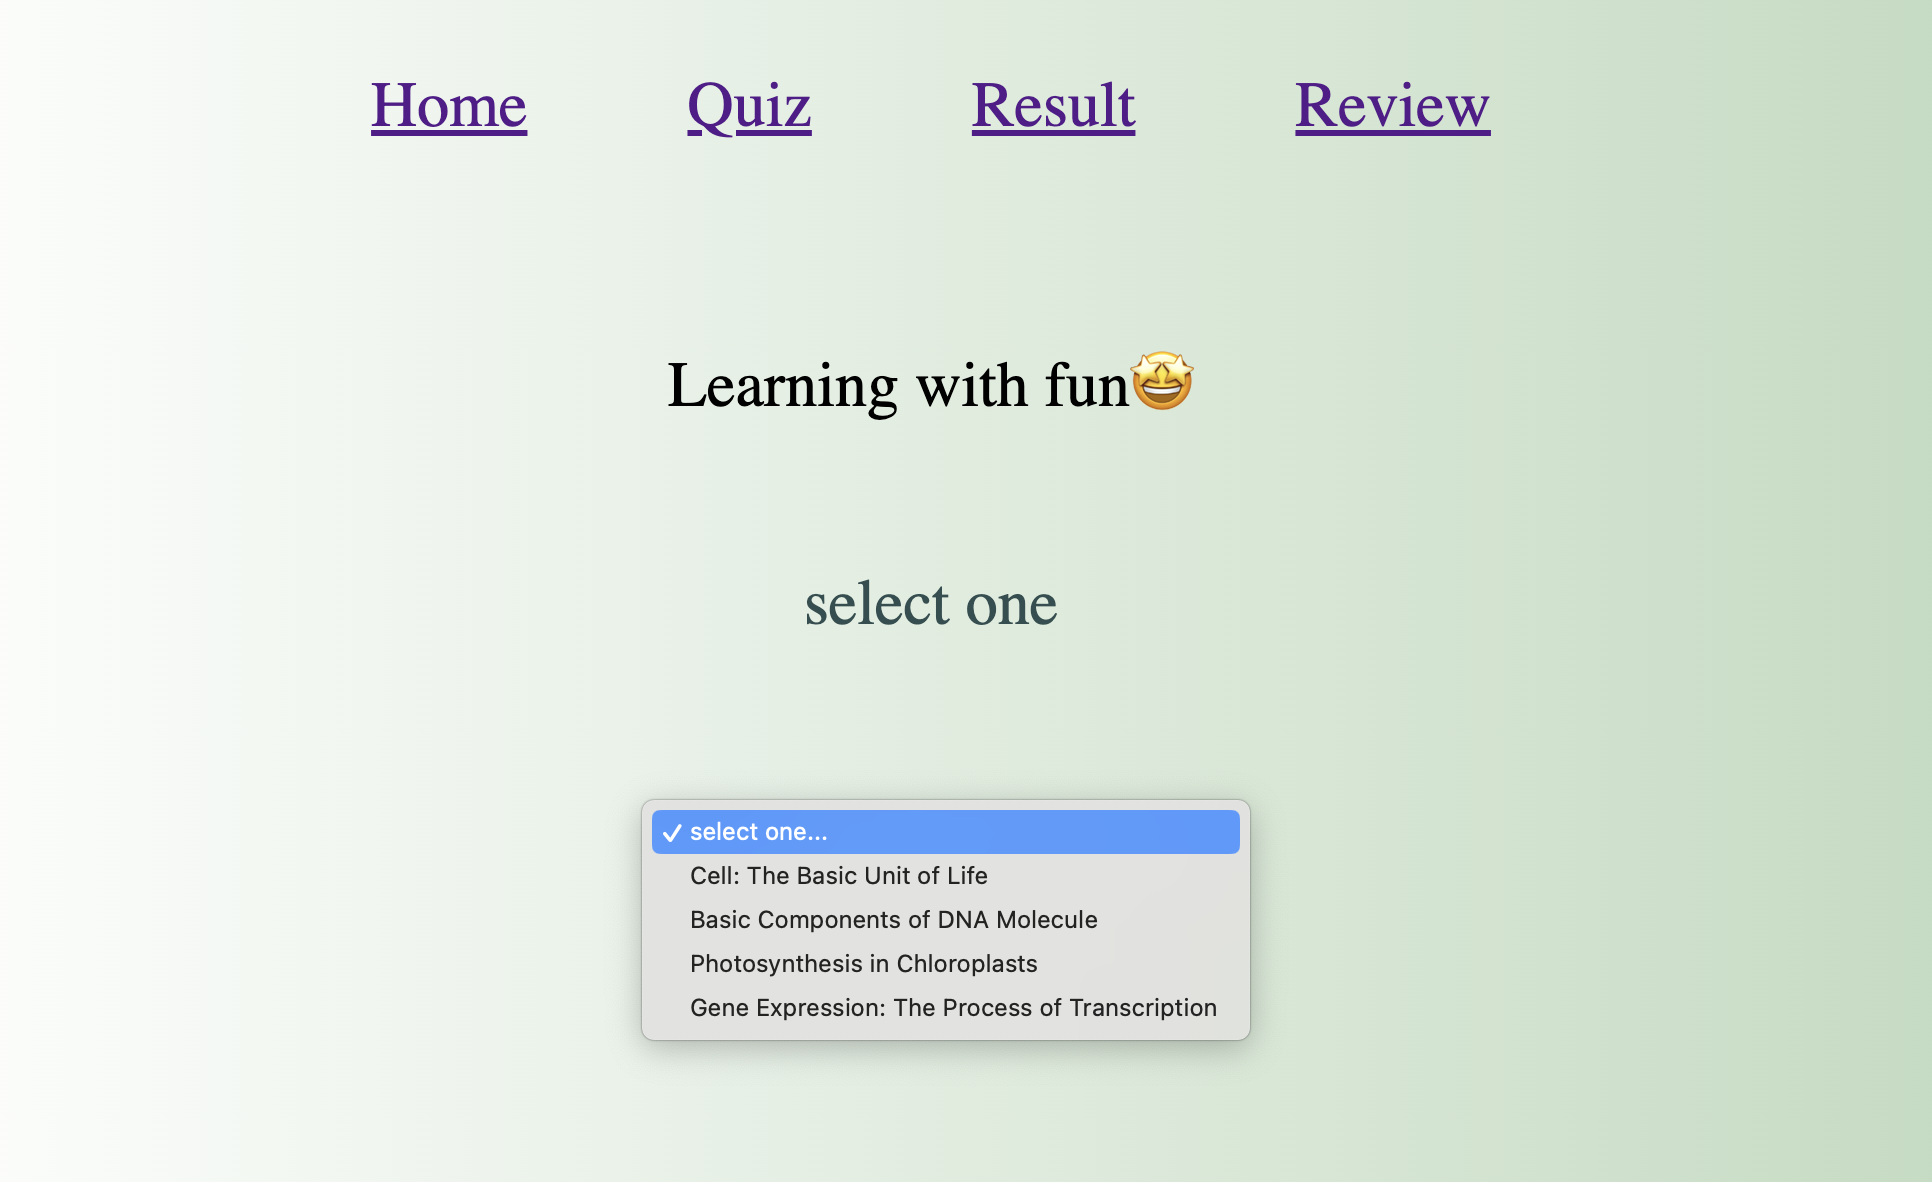 Home Quiz Result Review
Learning with fun🤩
select one
✓ select one...
Cell: The Basic Unit of Life
Basic Components of DNA Molecule
Photosynthesis in Chloroplasts
Gene Expression: The Process of Transcription